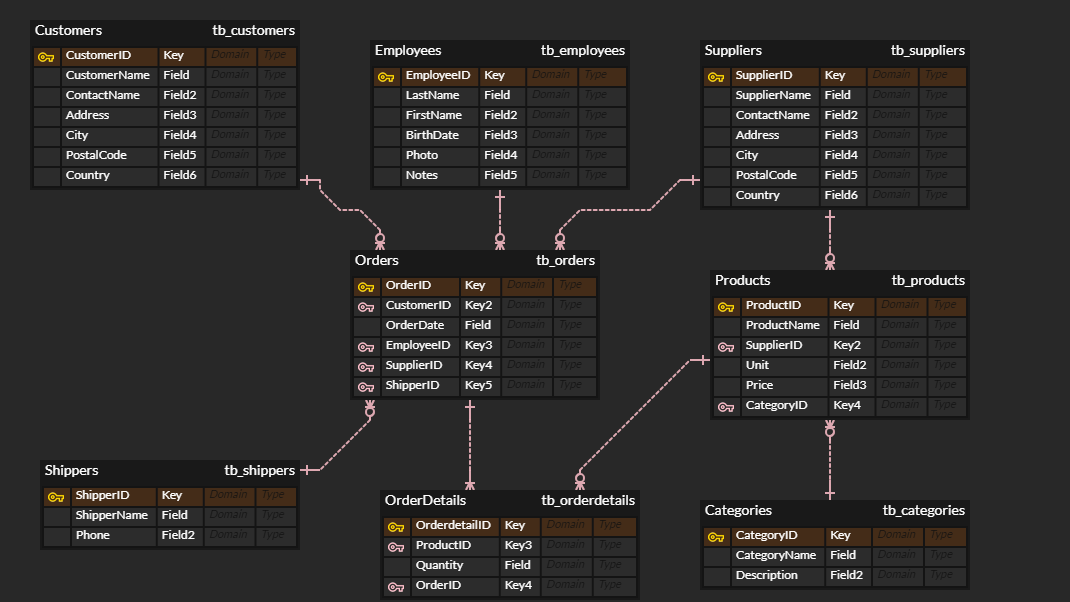 Customers tb_customers
CustomerID Key Domain Type
CustomerName Field Domain Type
ContactName Field2 Domain Type
Address Field3 Domain Type
City Field4 Domain Type
PostalCode Field5 Domain Type
Country Field6 Domain Type
Employees tb_employees
EmployeeID Key Domain Type
LastName Field Domain Type
FirstName Field2 Domain Type
BirthDate Field3 Domain Type
Photo Field4 Domain Type
Notes Field5 Domain Type
Suppliers tb_suppliers
SupplierID Key Domain Type
SupplierName Field Domain Type
ContactName Field2 Domain Type
Address Field3 Domain Type
City Field4 Domain Type
PostalCode Field5 Domain Type
Country Field6 Domain Type
Orders tb_orders
OrderID Key Domain Type
CustomerID Key2 Domain Type
OrderDate Field Domain Type
EmployeeID Key3 Domain Type
SupplierID Key4 Domain Type
ShipperID Key5 Domain Type
Products tb_products
ProductID Key Domain Type
ProductName Field Domain Type
SupplierID Key2 Domain Type
Unit Field2 Domain Type
Price Field3 Domain Type
CategoryID Key4 Domain Type
Shippers tb_shippers
ShipperID Key Domain Type
ShipperName Field Domain Type
Phone Field2 Domain Type
OrderDetails tb_orderdetails
OrderdetailID Key Domain Type
ProductID Key3 Domain Type
Quantity Field Domain Type
OrderID Key4 Domain Type
Categories tb_categories
CategoryID Key Domain Type
CategoryName Field Domain Type
Description Field2 Domain Type